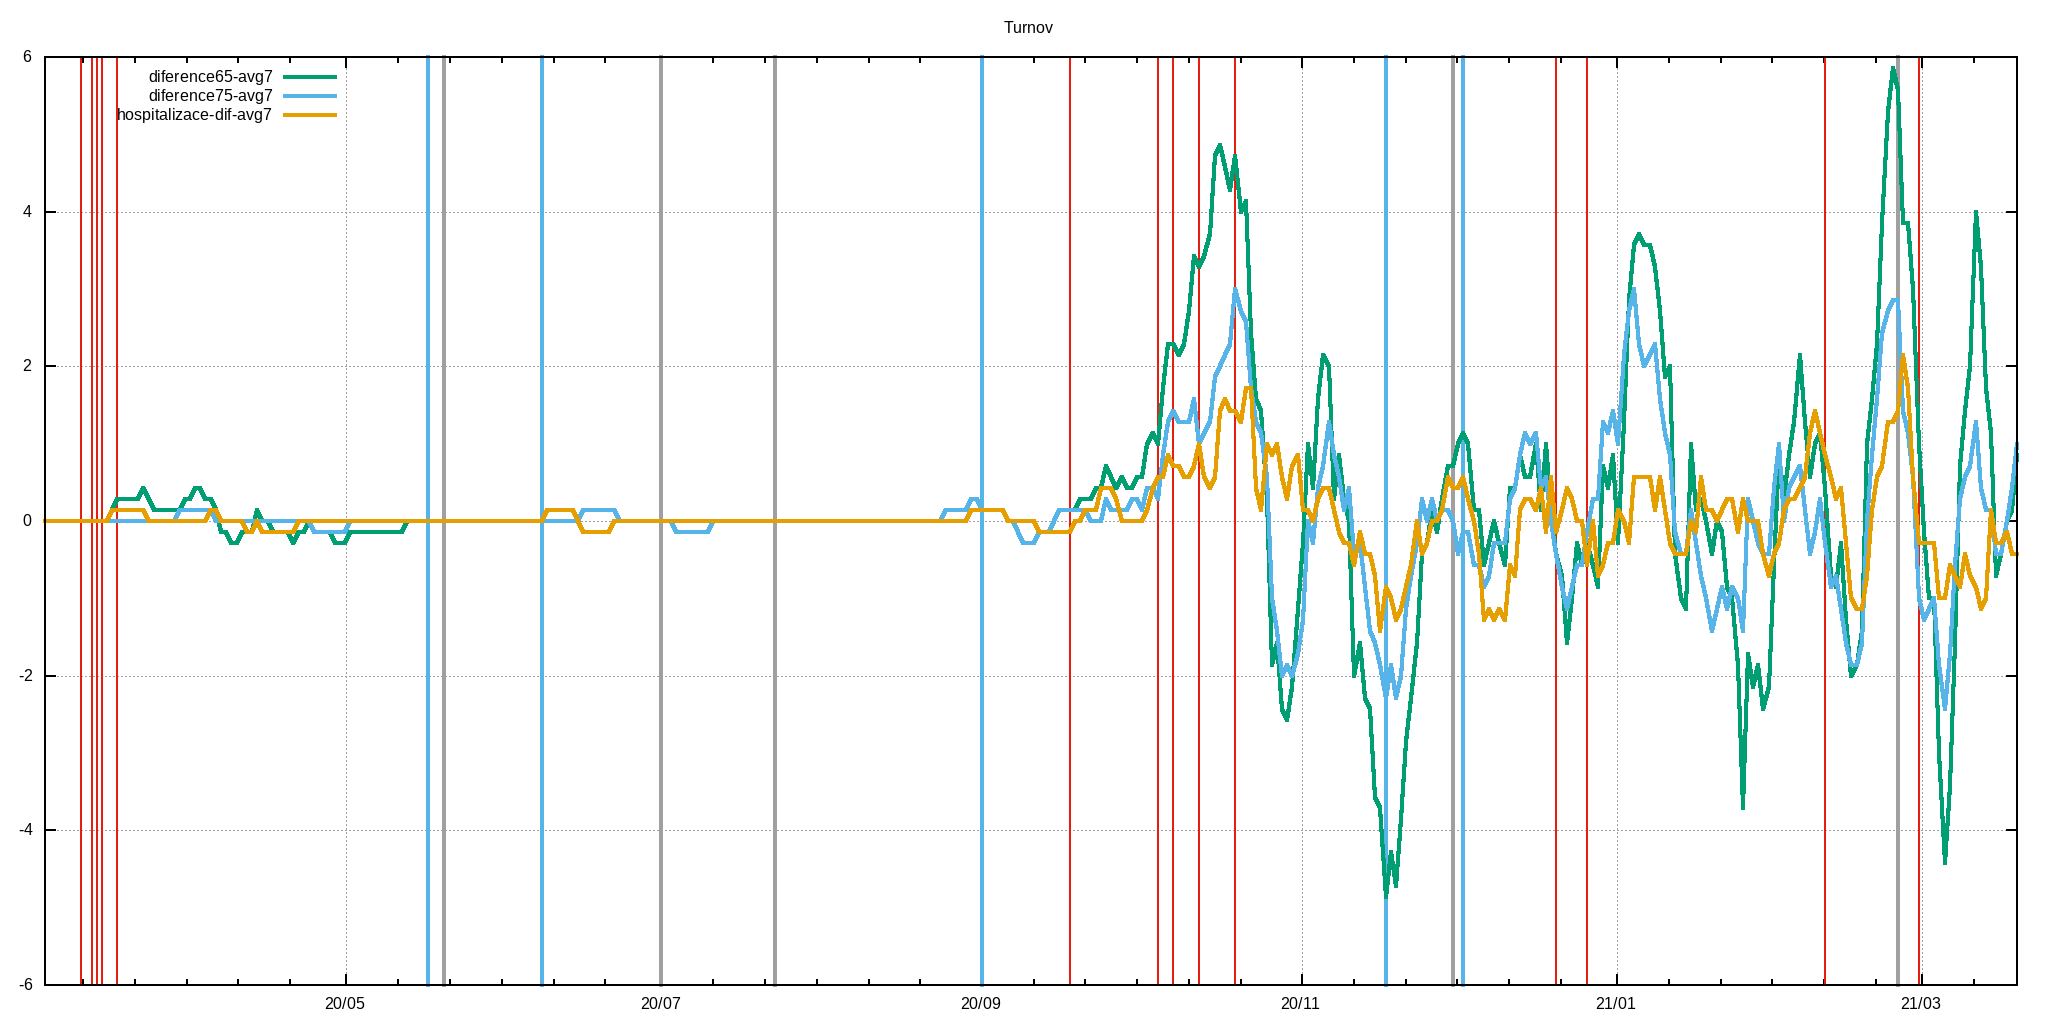 Turnov
diference65-avg7
diference75-avg7
hospitalizace-dif-avg7
6
4
2
0
-2
-4
-6
20/05 20/07 20/09 20/11 21/01 21/03